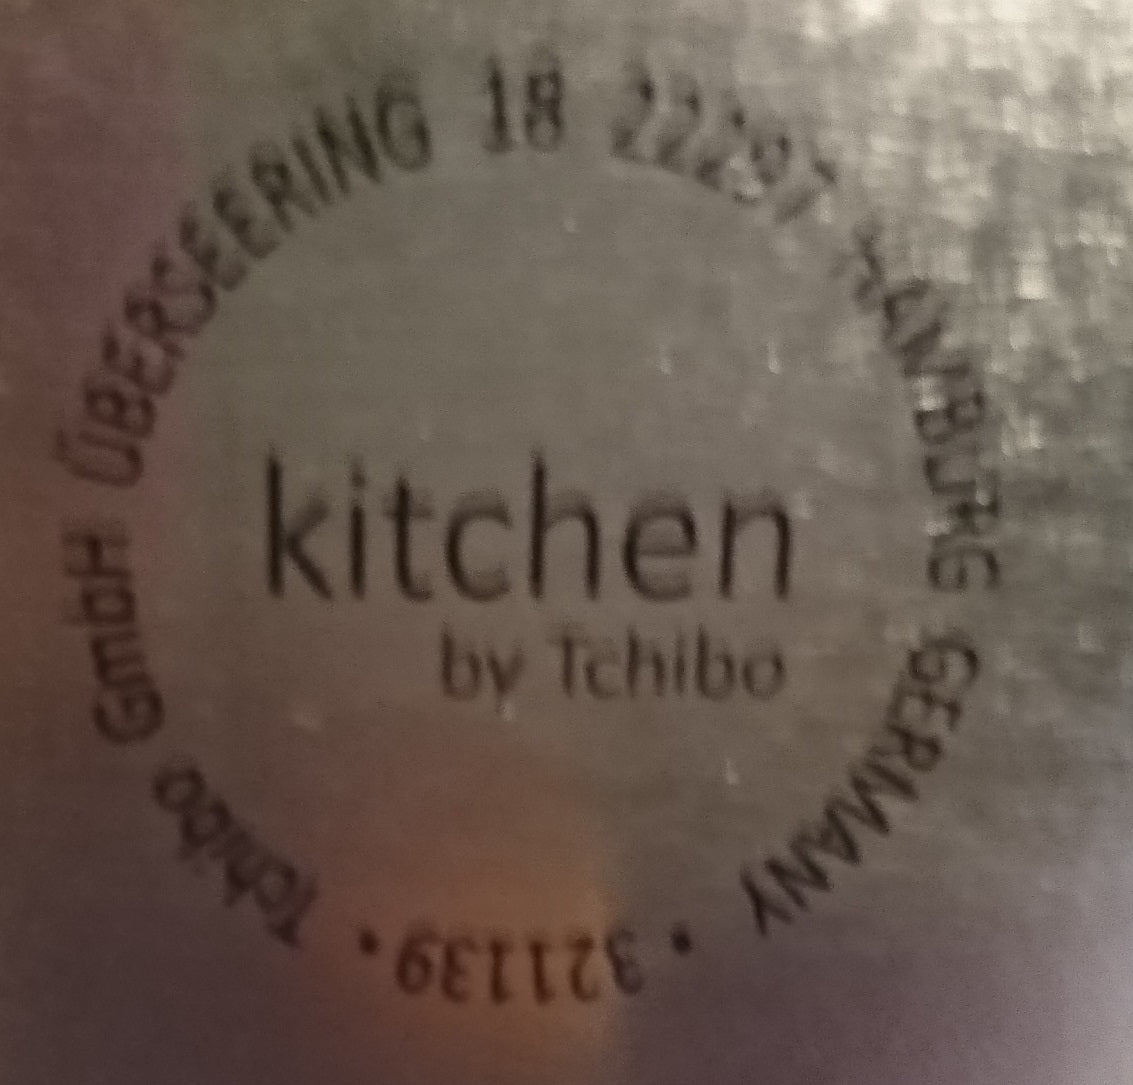 Tchibo GmbH ÜBERSEERING 18 22297 HAMBURG GERMANY • 321139 •
kitchen
by Tchibo